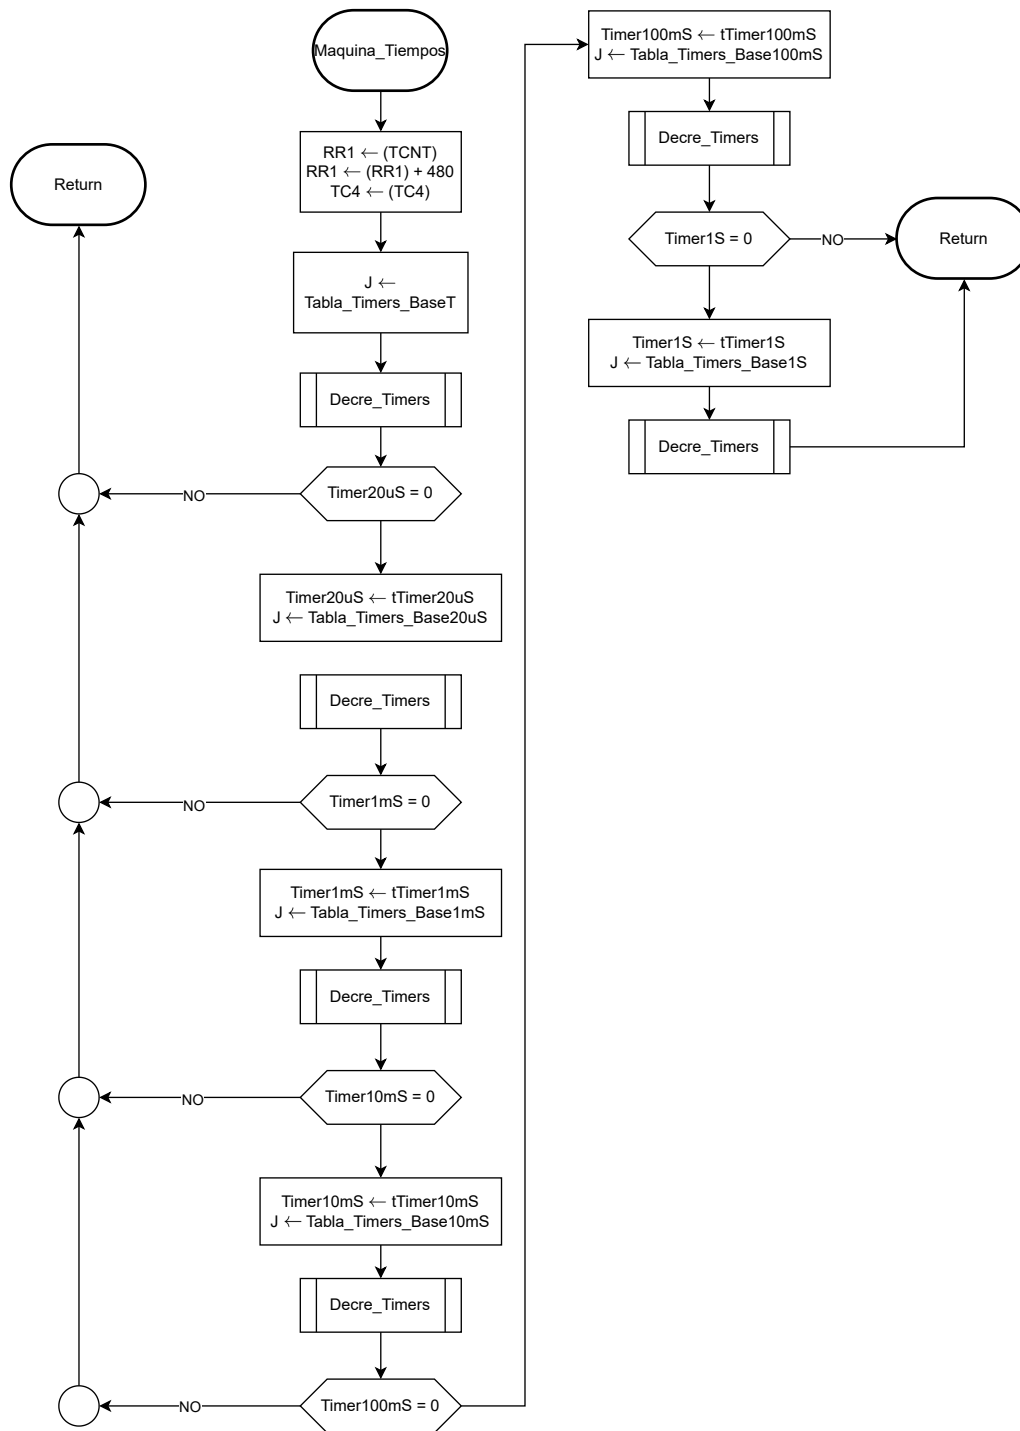 Maquina_Tiempos
RR1 ← (TCNT)
RR1 ← (RR1) + 480
TC4 ← (TC4)
Return
J ←
Tabla_Timers_BaseT
Decre_Timers
Timer20uS = 0
NO
Timer20uS ← tTimer20uS
J ← Tabla_Timers_Base20uS
Decre_Timers
Timer1mS = 0
NO
Timer1mS ← tTimer1mS
J ← Tabla_Timers_Base1mS
Decre_Timers
Timer10mS = 0
NO
Timer10mS ← tTimer10mS
J ← Tabla_Timers_Base10mS
Decre_Timers
Timer100mS = 0
NO
Timer100mS ← tTimer100mS
J ← Tabla_Timers_Base100mS
Decre_Timers
Timer1S = 0
NO
Return
Timer1S ← tTimer1S
J ← Tabla_Timers_Base1S
Decre_Timers